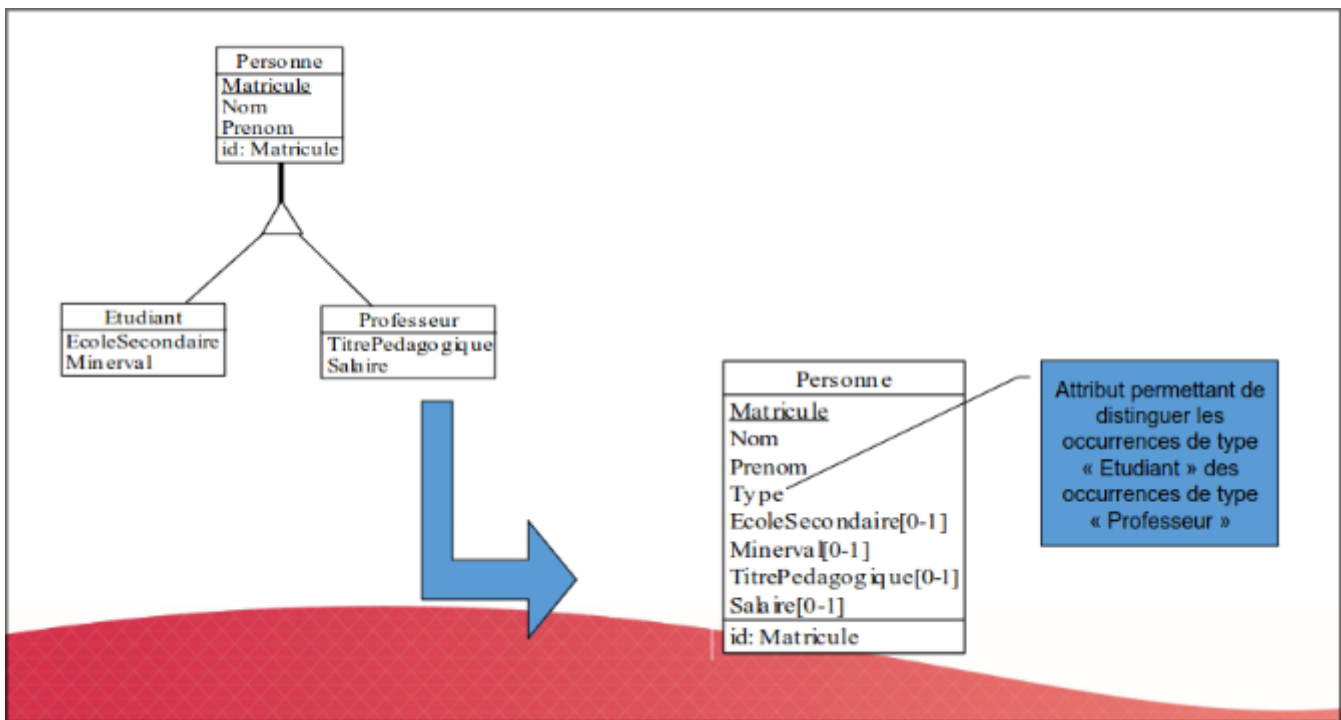 Personne
Matricule
Nom
Prenom
id: Matricule
Etudiant
EcoleSecondaire
Minerval
Professeur
TitrePedagogique
Salaire
Personne
Matricule
Nom
Prenom
Type
EcoleSecondaire[0-1]
Minerval[0-1]
TitrePedagogique[0-1]
Salaire[0-1]
id: Matricule
Attribut permettant de
distinguer les
occurrences de type
« Etudiant » des
occurrences de type
« Professeur »